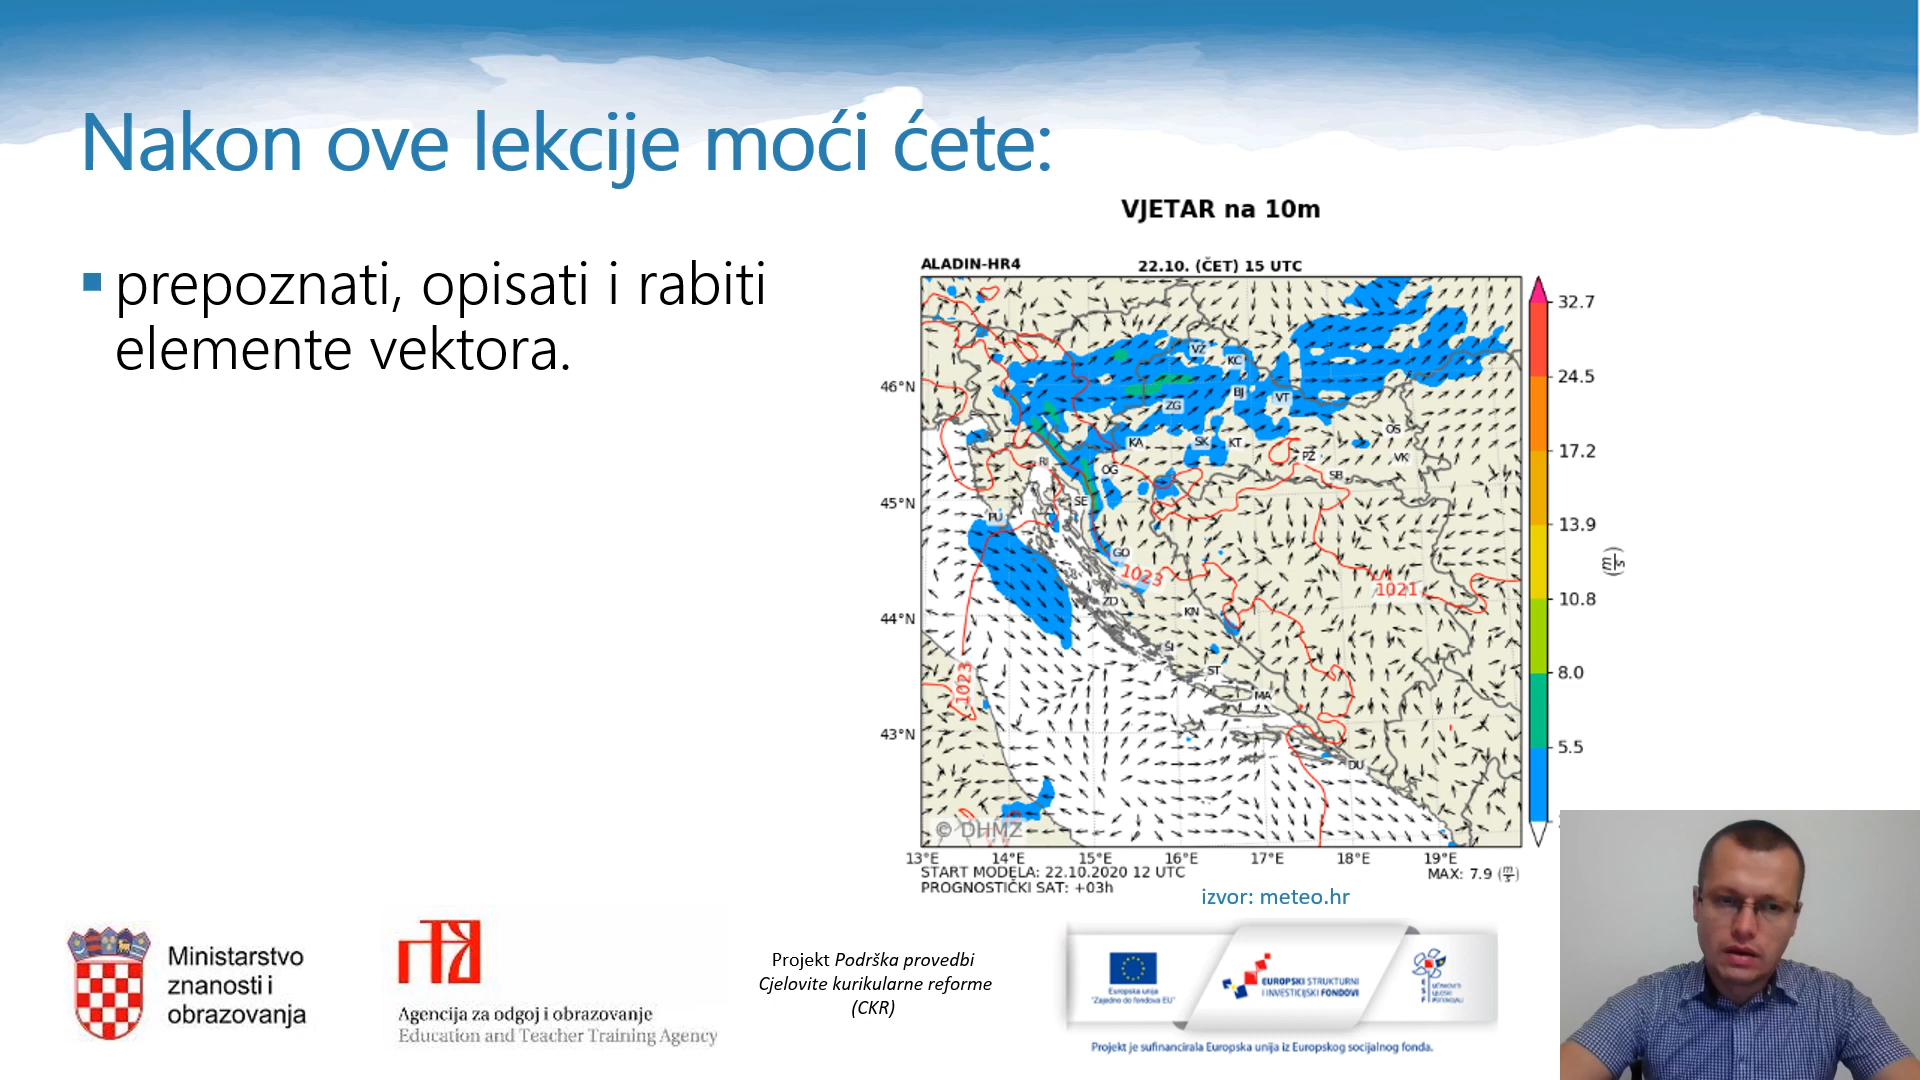 Nakon ove lekcije moći ćete:
prepoznati, opisati i rabiti
elemente vektora.
VJETAR na 10m
ALADIN-HR4
22.10. (ČET) 15 UTC
46°N
45°N
44°N
43°N
13°E 14°E 15°E 16°E 17°E 18°E 19°E
VŽ
KC
BJ
ZG
VT
OS
KA
SK
KT
PŽ
VK
RI
OG
SB
SE
PU
GO
1023
1021
ZD
KN
ŠI
1023
ST
MA
DU
© DHMZ
32.7
24.5
17.2
13.9
10.8
8.0
5.5
(m/s)
START MODELA: 22.10.2020 12 UTC
PROGNOSTIČKI SAT: +03h
MAX: 7.9 (m/s)
izvor: meteo.hr
Ministarstvo
znanosti i
obrazovanja
Agencija za odgoj i obrazovanje
Education and Teacher Training Agency
Projekt Podrška provedbi
Cjelovite kurikularne reforme
(CKR)
Europska unija
"Zajedno do fondova EU"
EUROPSKI STRUKTURNI
I INVESTICIJSKI FONDOVI
Projekt je sufinancirala Europska unija iz Europskog socijalnog fonda.